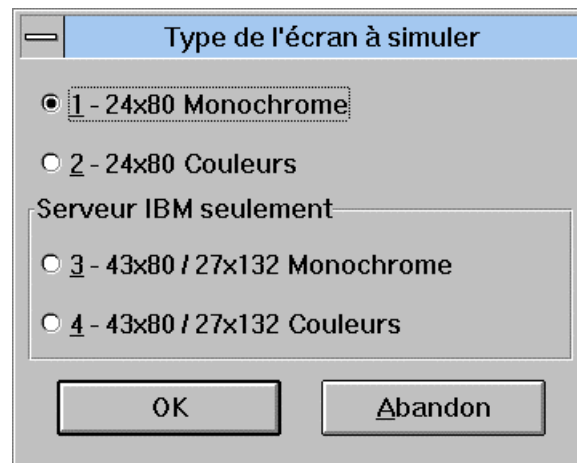 Type de l'écran à simuler
1 - 24x80 Monochrome
2 - 24x80 Couleurs
Serveur IBM seulement
3 - 43x80 / 27x132 Monochrome
4 - 43x80 / 27x132 Couleurs
OK
Abandon